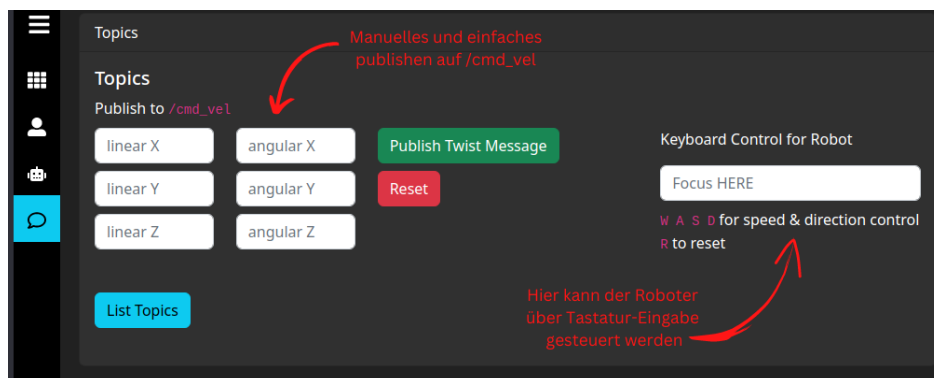 Topics
Manuelles und einfaches
publishen auf /cmd_vel
Topics
Publish to /cmd_vel
linear X
angular X
Publish Twist Message
linear Y
angular Y
Reset
linear Z
angular Z
Keyboard Control for Robot
Focus HERE
W A S D for speed & direction control
R to reset
List Topics
Hier kann der Roboter
über Tastatur-Eingabe
gesteuert werden